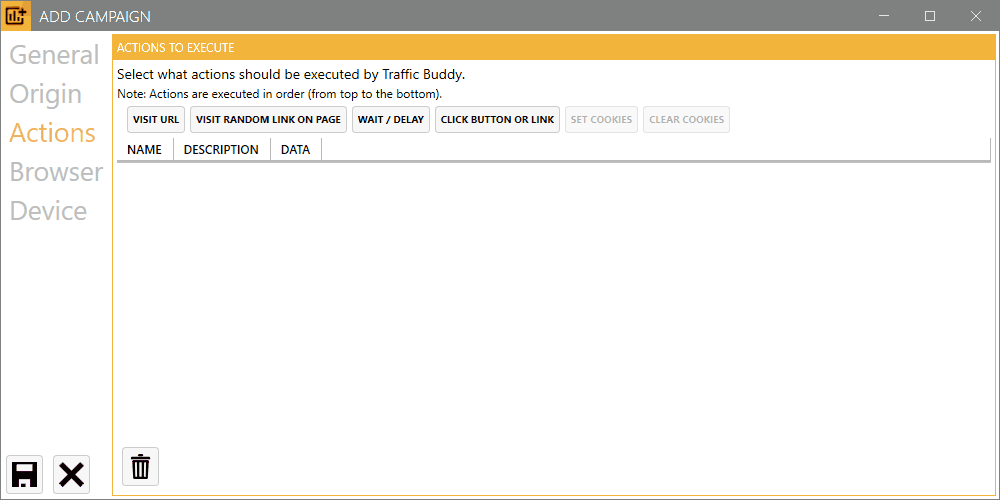 ADD CAMPAIGN
General
Origin
Actions
Browser
Device
ACTIONS TO EXECUTE
Select what actions should be executed by Traffic Buddy.
Note: Actions are executed in order (from top to the bottom).
VISIT URL VISIT RANDOM LINK ON PAGE WAIT / DELAY CLICK BUTTON OR LINK SET COOKIES CLEAR COOKIES
NAME DESCRIPTION DATA